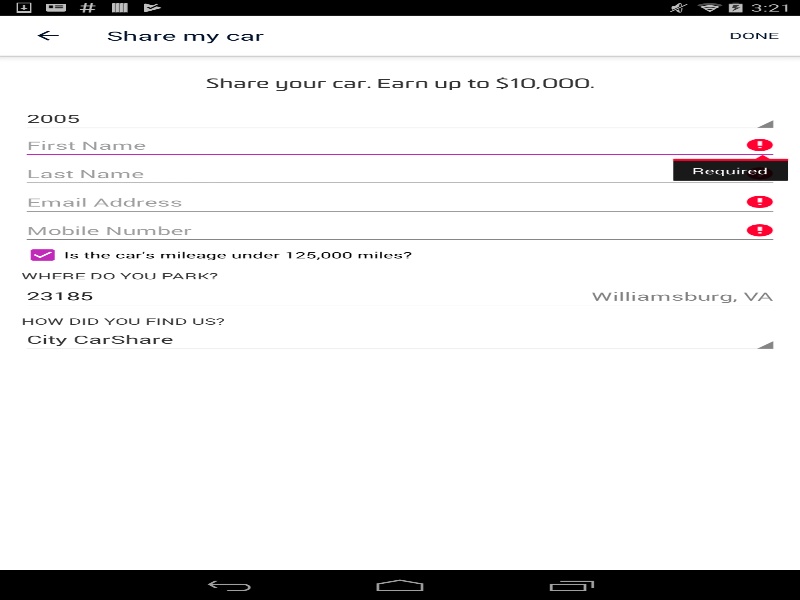 3:21
Share my car
DONE
Share your car. Earn up to $10,000.
2005
First Name
Last Name
Required
Email Address
Mobile Number
Is the car's mileage under 125,000 miles?
WHERE DO YOU PARK?
23185 Williamsburg, VA
HOW DID YOU FIND US?
City CarShare